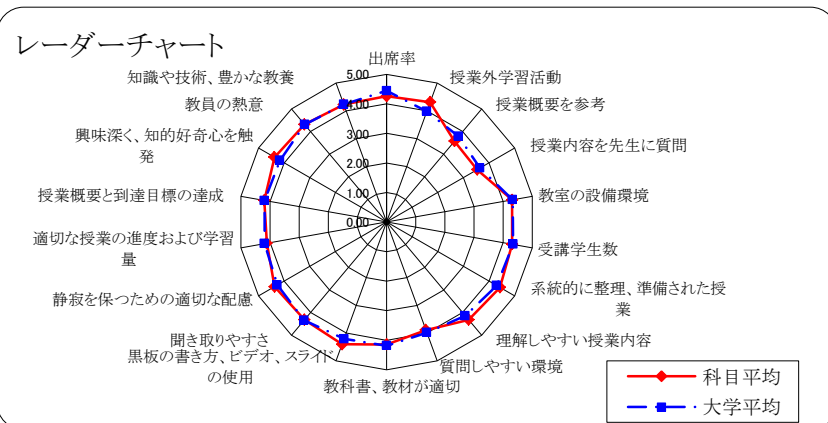 レーダーチャート
出席率
授業外学習活動
授業概要を参考
授業内容を先生に質問
教室の設備環境
受講学生数
系統的に整理、準備された授
業
理解しやすい授業内容
質問しやすい環境
教科書、教材が適切
黒板の書き方、ビデオ、スライド
の使用
聞き取りやすさ
静寂を保つための適切な配慮
適切な授業の進度および学習
量
授業概要と到達目標の達成
興味深く、知的好奇心を触
発
教員の熱意
知識や技術、豊かな教養
5.00
4.00
3.00
2.00
1.00
0.00
科目平均
大学平均